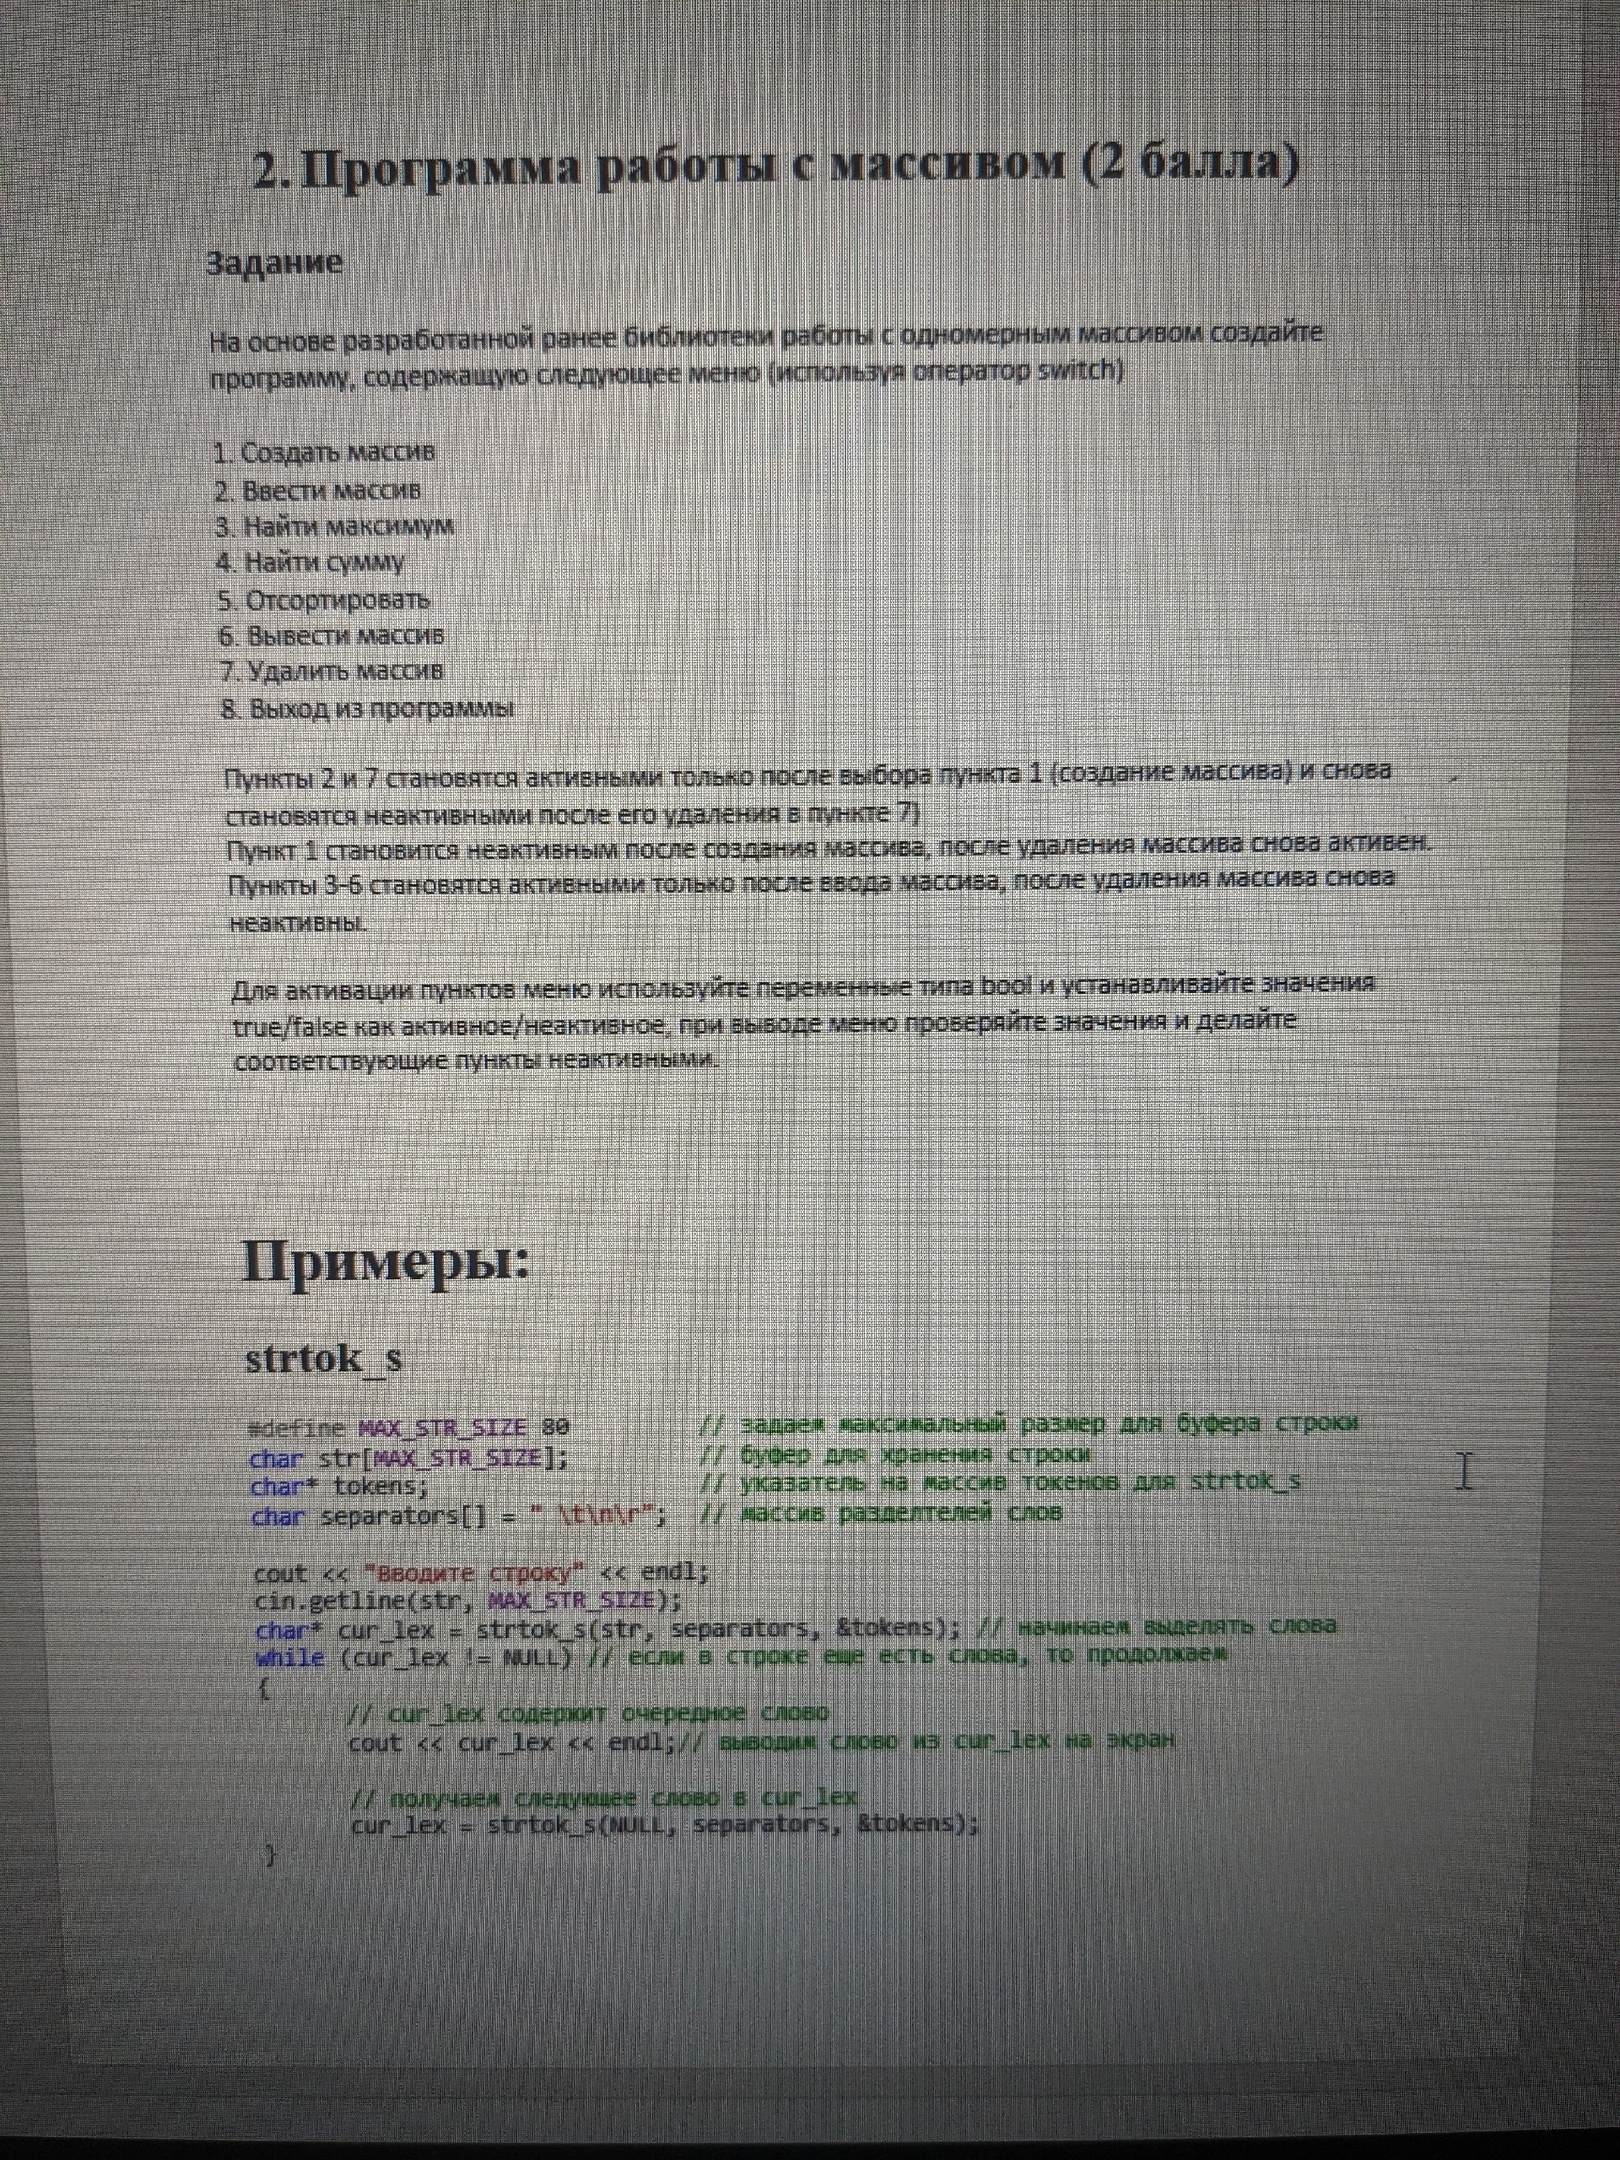 2. Программа работы с массивом (2 балла)
Задание
На основе разработанной ранее библиотеки работы с одномерным массивом создайте
программу, содержащую следующее меню (используя оператор switch)
1. Создать массив
2. Ввести массив
3. Найти максимум
4. Найти сумму
5. Отсортировать
6. Вывести массив
7. Удалить массив
8. Выход из программы
Пункты 2 и 7 становятся активными только после выбора пункта 1 (создание массива) и снова
становятся неактивными после его удаления в пункте 7)
Пункт 1 становится неактивным после создания массива, после удаления массива снова активен.
Пункты 3-6 становятся активными только после ввода массива, после удаления массива снова
неактивны.
Для активации пунктов меню используйте переменные типа bool и устанавливайте значения
true/false как активное/неактивное, при выводе меню проверяйте значения и делайте
соответствующие пункты неактивными.
Примеры:
strtok_s
#define MAX_STR_SIZE 80 // задаем максимальный размер для буфера строки
char str[MAX_STR_SIZE]; // буфер для хранения строки
char* tokens; // указатель на массив токенов для strtok_s
char separators[] = " \t\n\r"; // массив разделтелей слов
cout << "Вводите строку" << endl;
cin.getline(str, MAX_STR_SIZE);
char* cur_lex = strtok_s(str, separators, &tokens); // начинаем выделять слова
while (cur_lex != NULL) // если в строке еще есть слова, то продолжаем
{
// cur_lex содержит очередное слово
cout << cur_lex << endl;// выводим слово из cur_lex на экран
// получаем следующее слово в cur_lex
cur_lex = strtok_s(NULL, separators, &tokens);
}